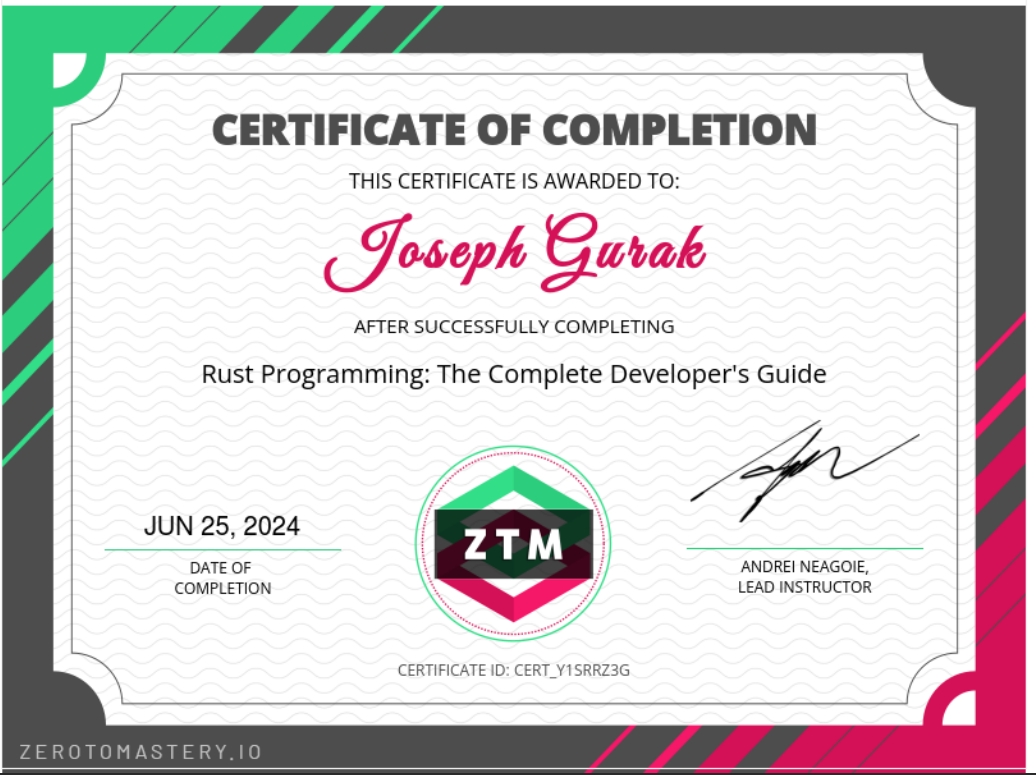 CERTIFICATE OF COMPLETION
THIS CERTIFICATE IS AWARDED TO:
Joseph Gurak
AFTER SUCCESSFULLY COMPLETING
Rust Programming: The Complete Developer's Guide
JUN 25, 2024
DATE OF
COMPLETION
ZTM
ANDREI NEAGOIE,
LEAD INSTRUCTOR
CERTIFICATE ID: CERT_Y1SRRZ3G
ZEROTOMASTERY.IO